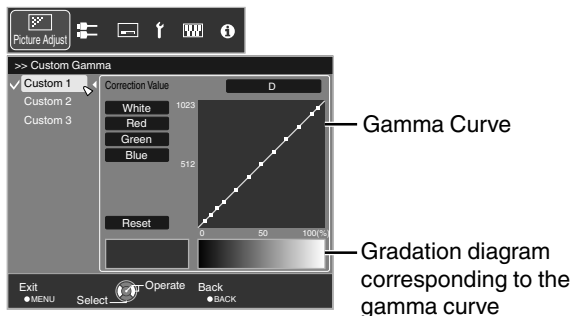 Picture Adjust
>> Custom Gamma
Custom 1
Custom 2
Custom 3
Correction Value
D
White
Red
Green
Blue
Reset
1023
512
0 50 100(%)
Gamma Curve
Gradation diagram
corresponding to the
gamma curve
Exit
●MENU
Select
Operate
Back
●BACK